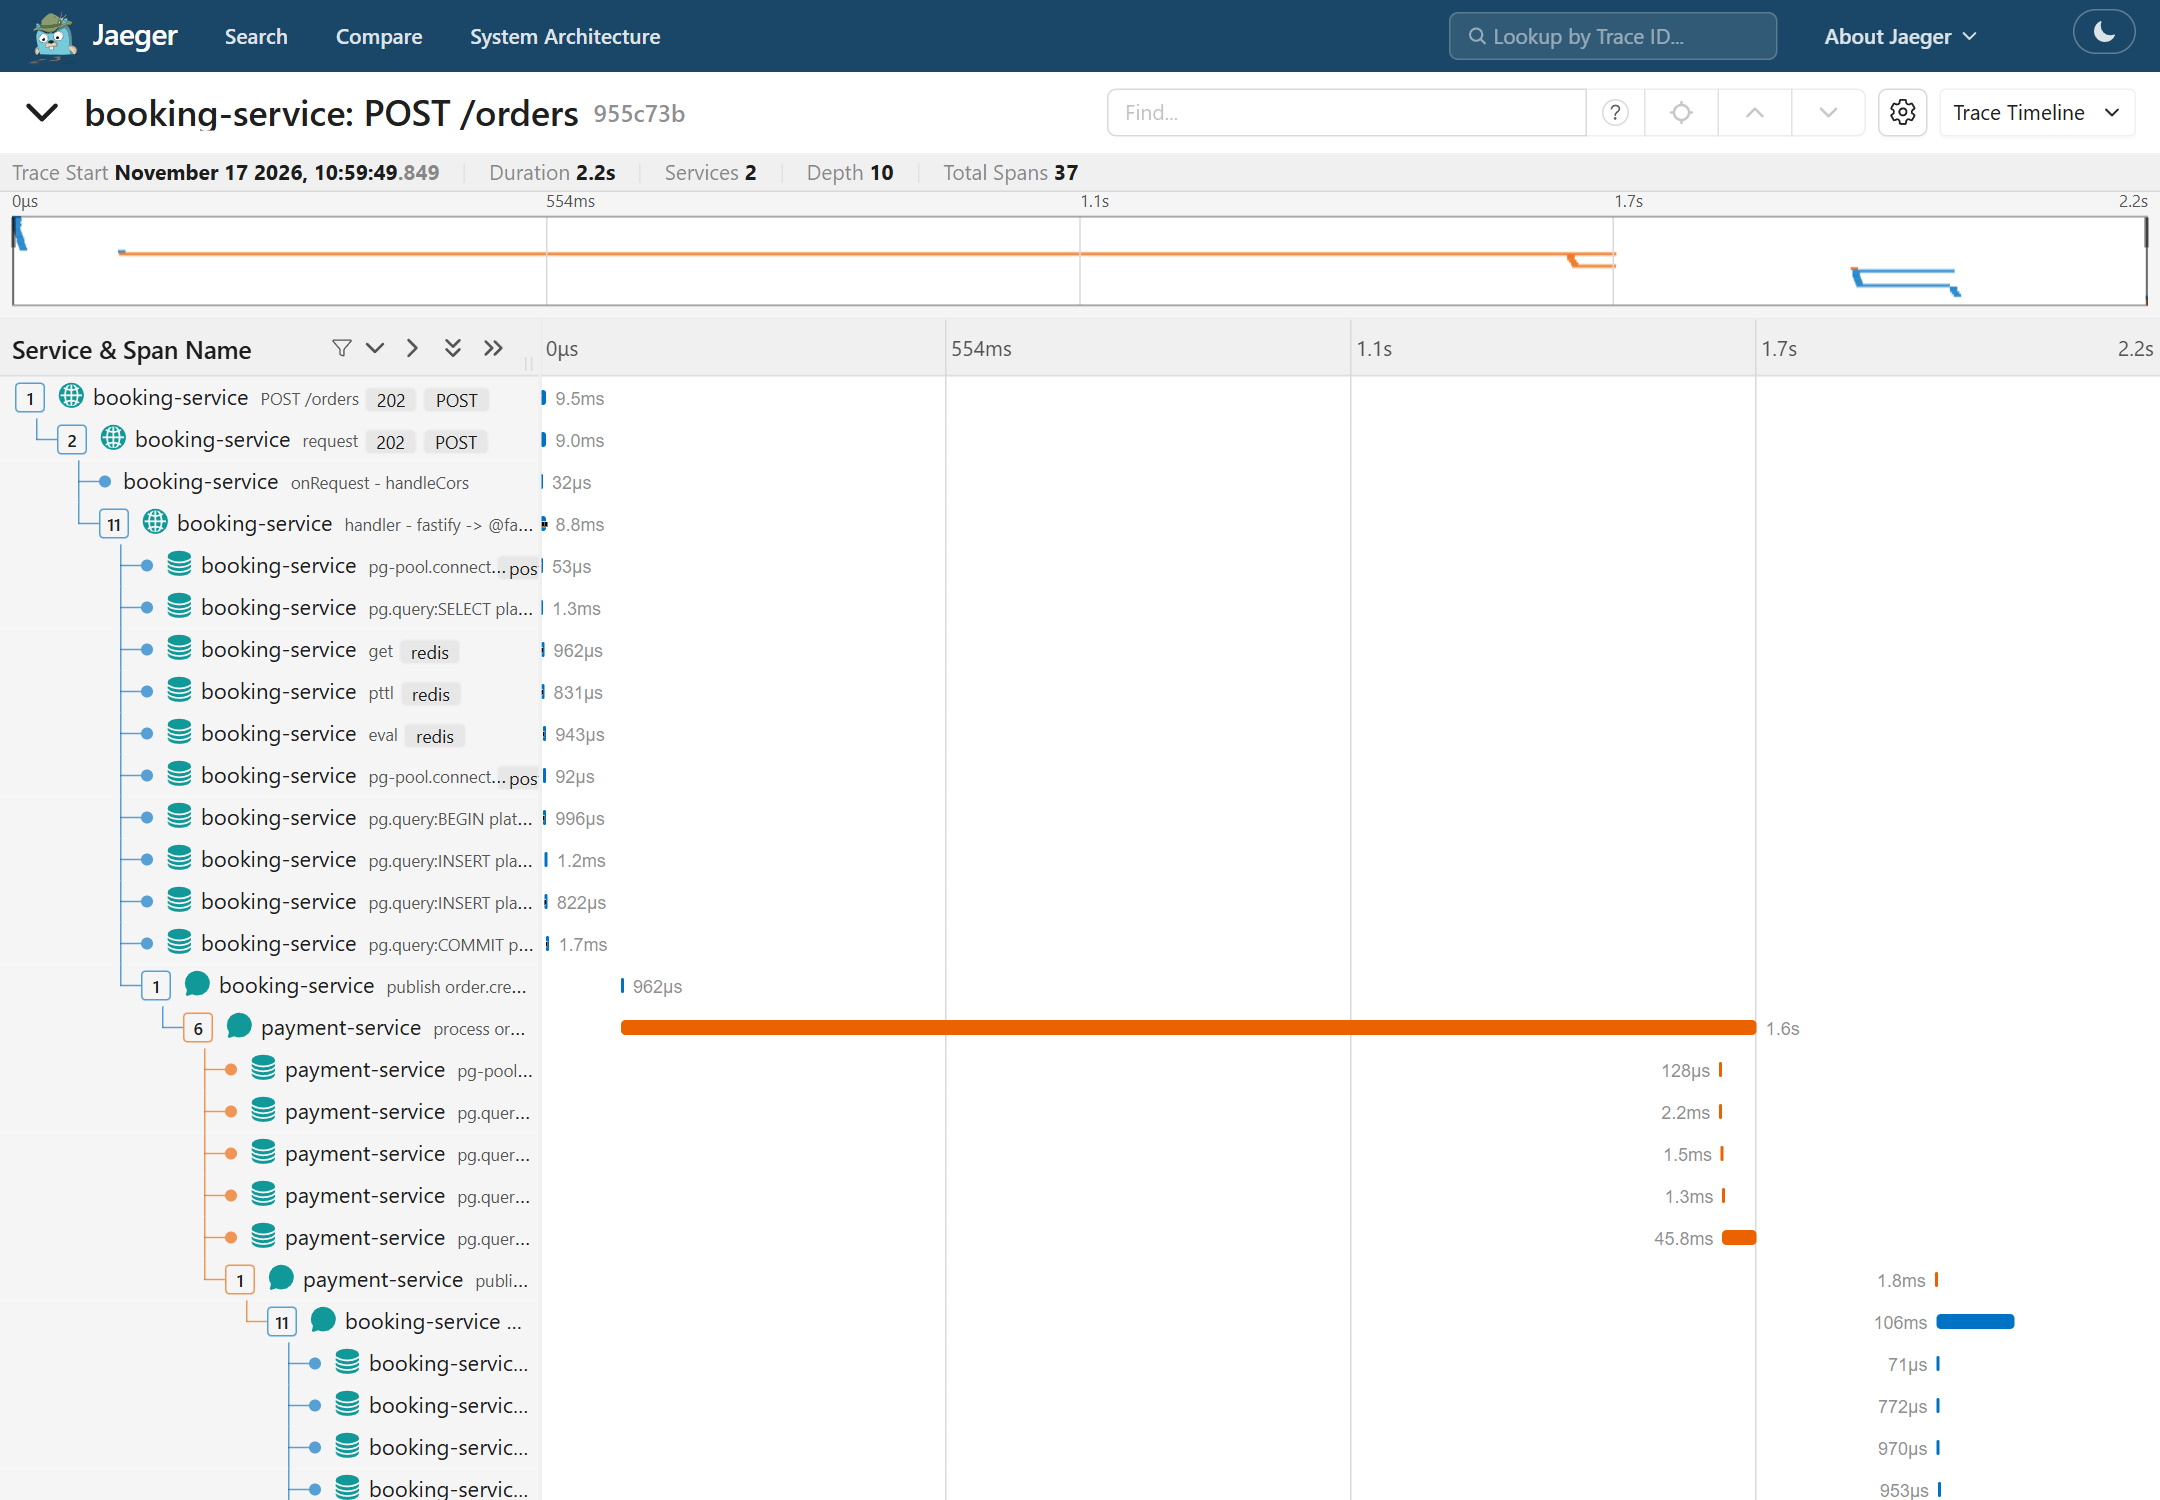 Jaeger Search Compare System Architecture Lookup by Trace ID... About Jaeger
booking-service: POST /orders 955c73b Find... ? Trace Timeline
Trace Start November 17 2026, 10:59:49.849 Duration 2.2s Services 2 Depth 10 Total Spans 37
0μs 554ms 1.1s 1.7s 2.2s
Service & Span Name 0μs 554ms 1.1s 1.7s 2.2s
1 booking-service POST /orders 202 POST 9.5ms
2 booking-service request 202 POST 9.0ms
booking-service onRequest - handleCors 32μs
11 booking-service handler - fastify -> @fa... 8.8ms
booking-service pg-pool.connect... pos 53μs
booking-service pg.query:SELECT pla... 1.3ms
booking-service get redis 962μs
booking-service pttl redis 831μs
booking-service eval redis 943μs
booking-service pg-pool.connect... pos 92μs
booking-service pg.query:BEGIN plat... 996μs
booking-service pg.query:INSERT pla... 1.2ms
booking-service pg.query:INSERT pla... 822μs
booking-service pg.query:COMMIT p... 1.7ms
1 booking-service publish order.cre... 962μs
6 payment-service process or... 1.6s
payment-service pg-pool... 128μs
payment-service pg.quer... 2.2ms
payment-service pg.quer... 1.5ms
payment-service pg.quer... 1.3ms
payment-service pg.quer... 45.8ms
1 payment-service publi... 1.8ms
11 booking-service ... 106ms
booking-servic... 71μs
booking-servic... 772μs
booking-servic... 970μs
booking-servic... 953μs